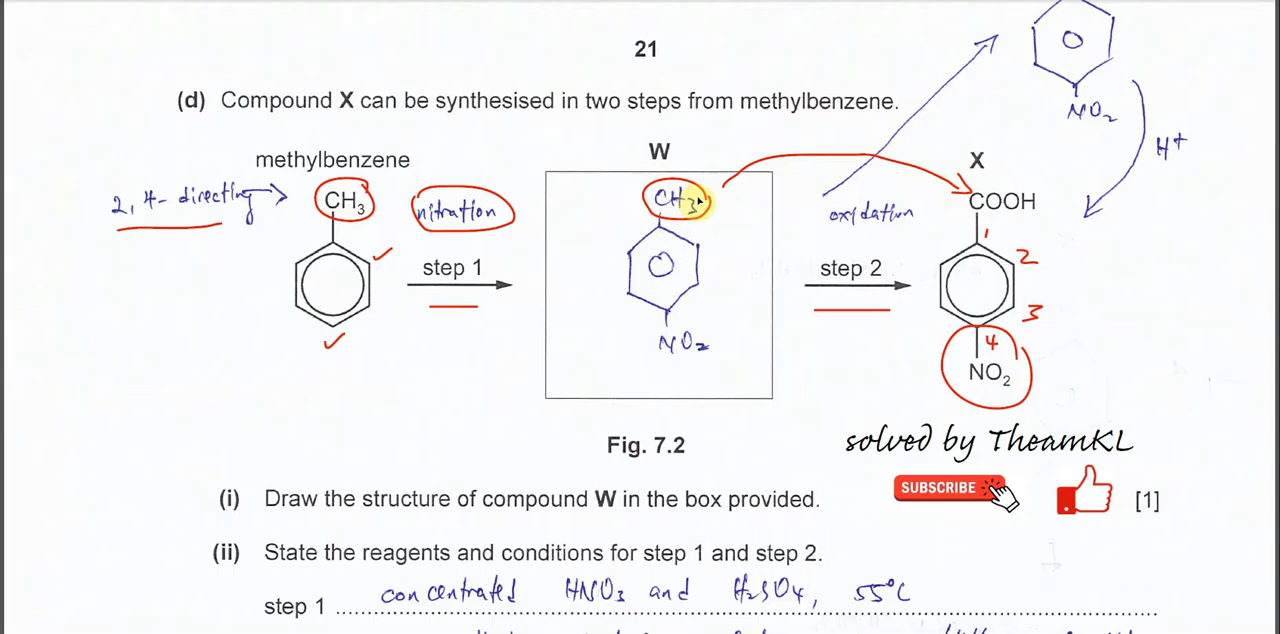 21
(d) Compound X can be synthesised in two steps from methylbenzene.
NO2
H+
methylbenzene
W
X
2, 4- directing
CH3
nitration
CH3
oxidation
COOH
1
step 1
step 2
2
3
4
NO2
NO2
Fig. 7.2
solved by TheamKL
SUBSCRIBE
(i) Draw the structure of compound W in the box provided. [1]
(ii) State the reagents and conditions for step 1 and step 2.
step 1 concentrated HNO3 and H2SO4, 55°C